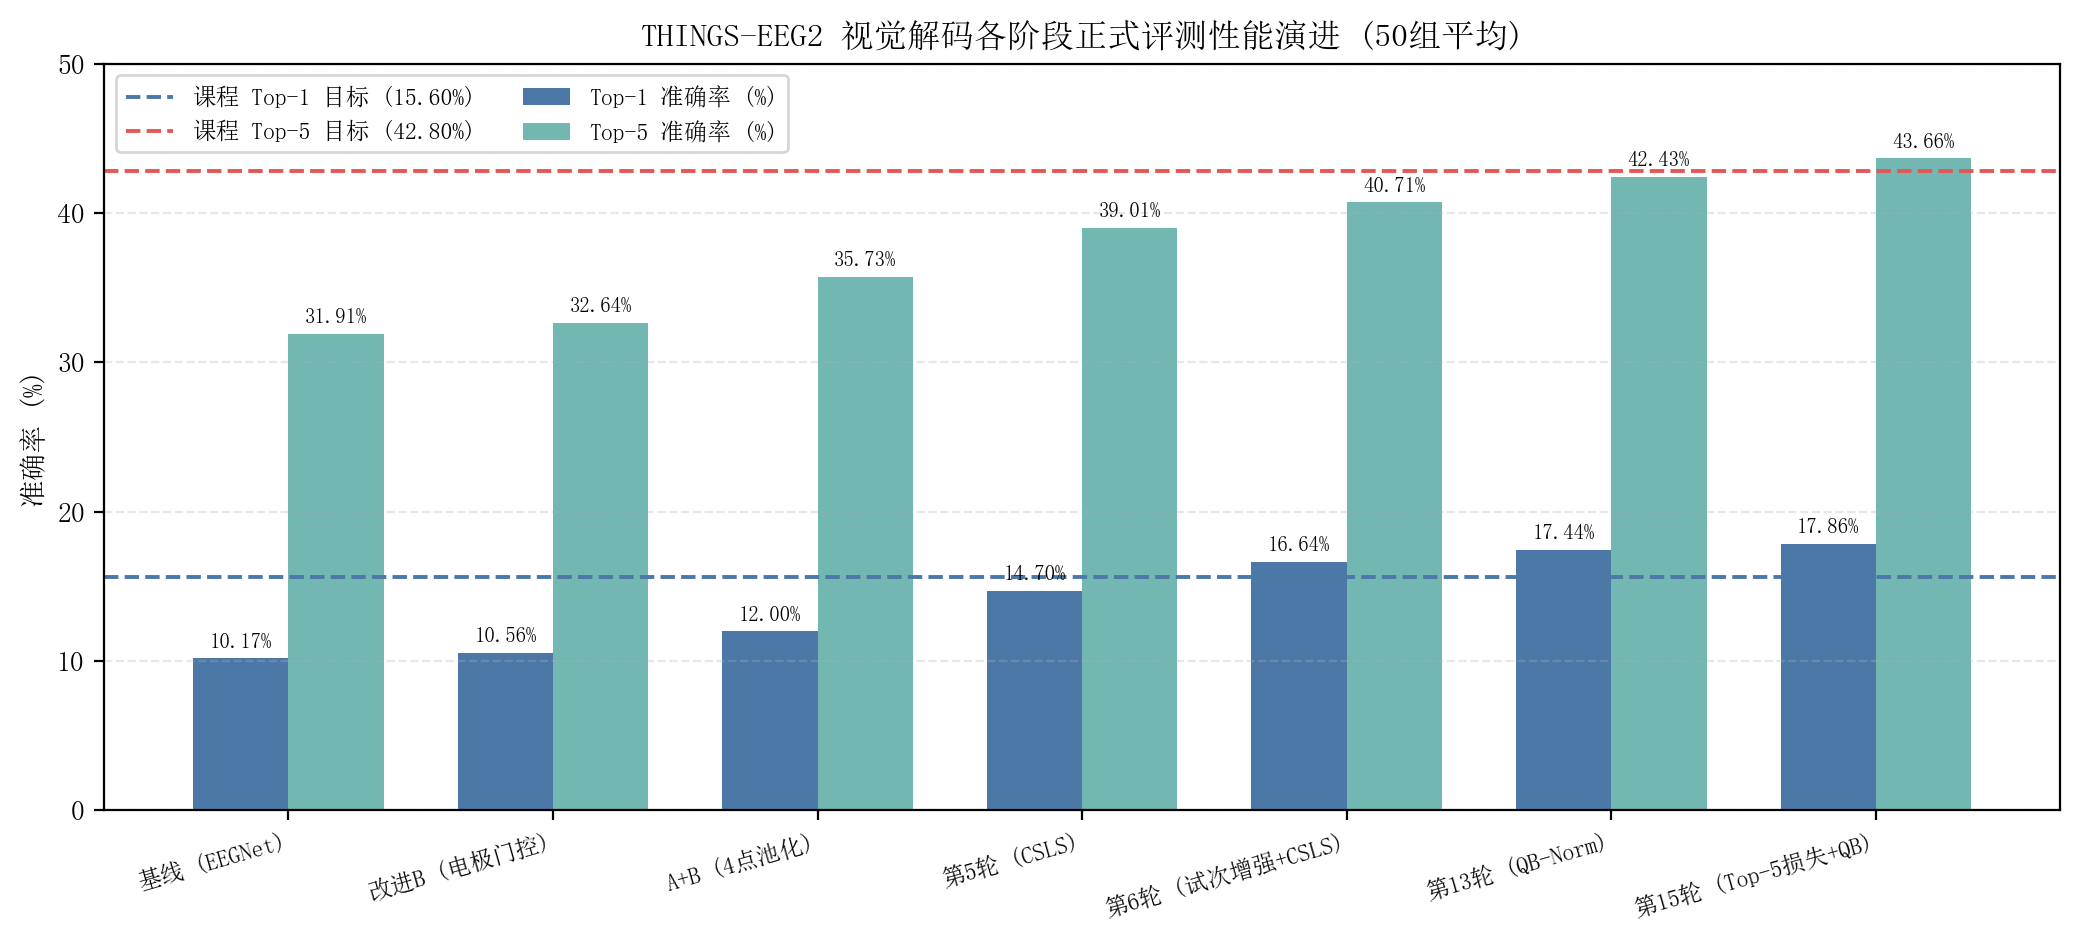 THINGS-EEG2 视觉解码各阶段正式评测性能演进 (50组平均)
课程 Top-1 目标 (15.60%)
课程 Top-5 目标 (42.80%)
Top-1 准确率 (%)
Top-5 准确率 (%)
准确率 (%)
50
40
30
20
10
0
10.17%
31.91%
10.56%
32.64%
12.00%
35.73%
14.70%
39.01%
16.64%
40.71%
17.44%
42.43%
17.86%
43.66%
基线 (EEGNet)
改进B (电极门控)
A+B (4点池化)
第5轮 (CSLS)
第6轮 (试次增强+CSLS)
第13轮 (QB-Norm)
第15轮 (Top-5损失+QB)